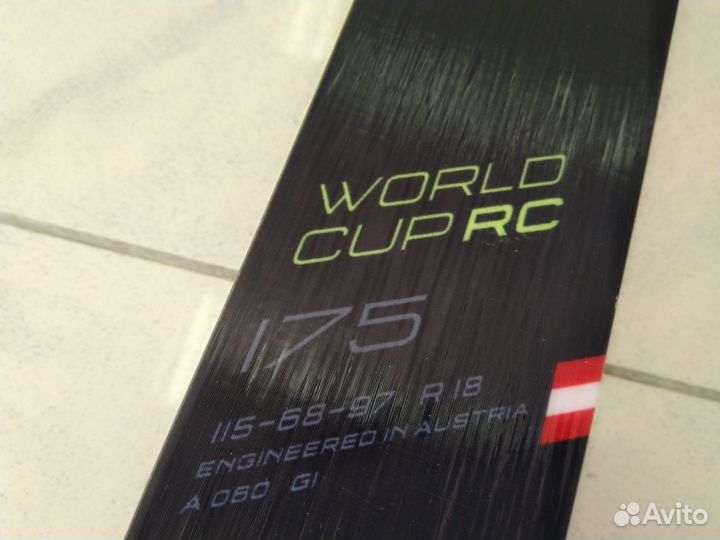 WORLD
CUP RC
175
115-68-97 R 18
ENGINEERED IN AUSTRIA
A 060 GI
Avito